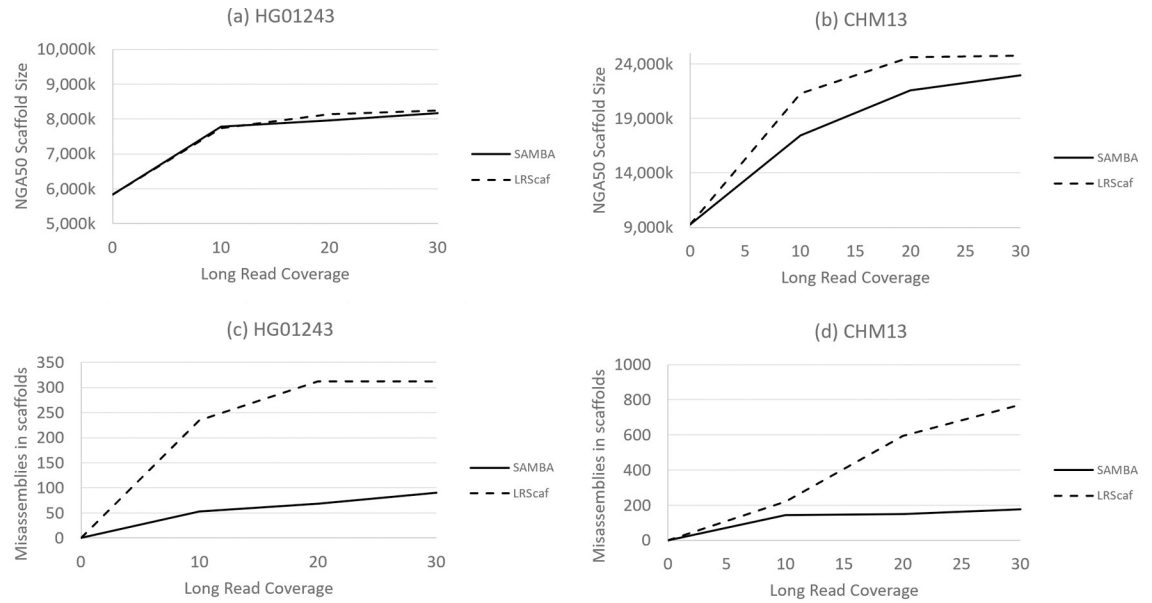 (a) HG01243
NGA50 Scaffold Size
10,000k
9,000k
8,000k
7,000k
6,000k
5,000k
0 10 20 30
Long Read Coverage
SAMBA
LRScaf
(b) CHM13
NGA50 Scaffold Size
24,000k
19,000k
14,000k
9,000k
0 5 10 15 20 25 30
Long Read Coverage
SAMBA
LRScaf
(c) HG01243
Misassemblies in scaffolds
350
300
250
200
150
100
50
0
0 10 20 30
Long Read Coverage
SAMBA
LRScaf
(d) CHM13
Misassemblies in scaffolds
1000
800
600
400
200
0
0 5 10 15 20 25 30
Long Read Coverage
SAMBA
LRScaf